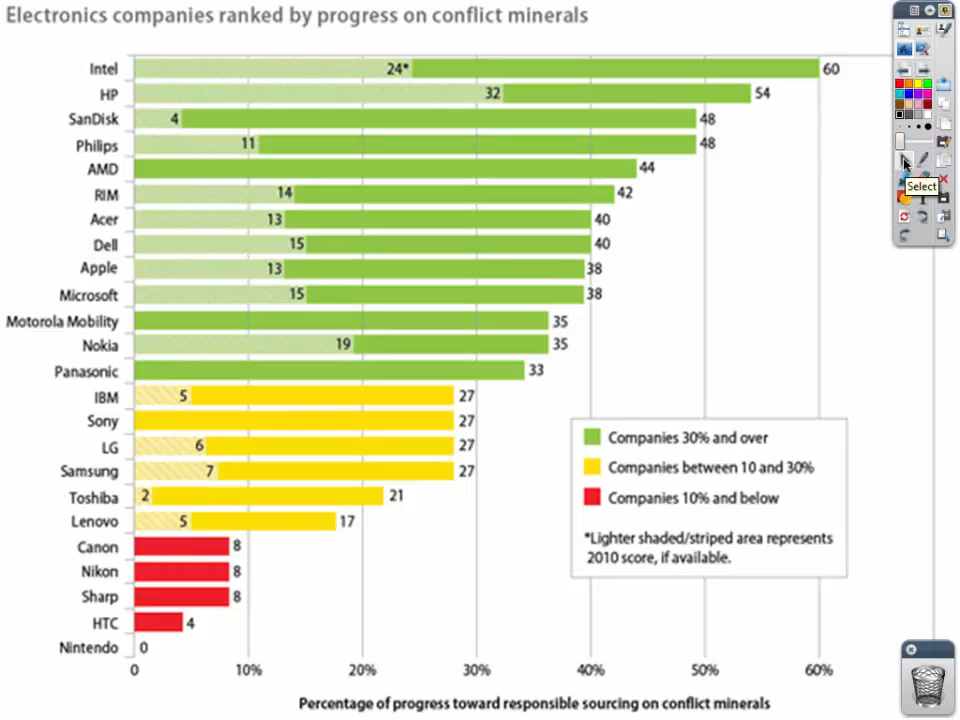 Electronics companies ranked by progress on conflict minerals
Intel 24* 60
HP 32 54
SanDisk 4 48
Philips 11 48
AMD 44
RIM 14 42
Acer 13 40
Dell 15 40
Apple 13 38
Microsoft 15 38
Motorola Mobility 35
Nokia 19 35
Panasonic 33
IBM 5 27
Sony 27
LG 6 27
Samsung 7 27
Toshiba 2 21
Lenovo 5 17
Canon 8
Nikon 8
Sharp 8
HTC 4
Nintendo 0
0 10% 20% 30% 40% 50% 60%
Percentage of progress toward responsible sourcing on conflict minerals
Companies 30% and over
Companies between 10 and 30%
Companies 10% and below
*Lighter shaded/striped area represents
2010 score, if available.
Select